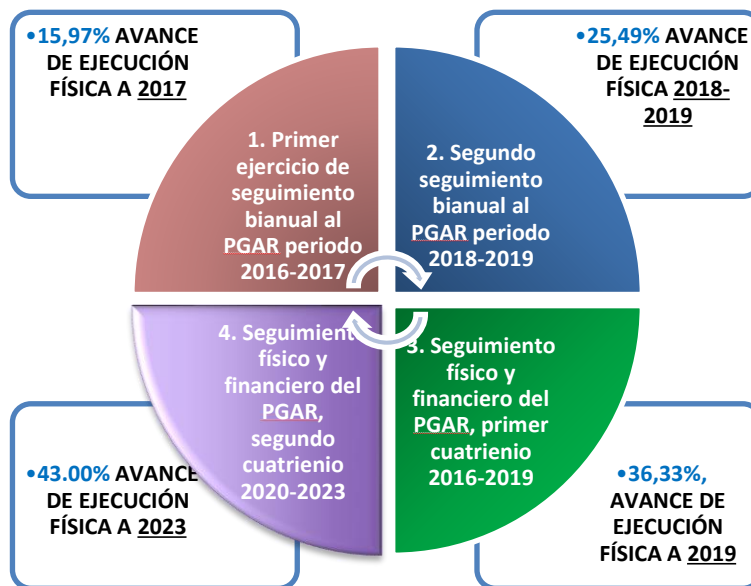 •15,97% AVANCE
DE EJECUCIÓN
FÍSICA A 2017
•25,49% AVANCE
DE EJECUCIÓN
FÍSICA 2018-
2019
1. Primer
ejercicio de
seguimiento
bianual al
PGAR periodo
2016-2017
2. Segundo
seguimiento
bianual al
PGAR periodo
2018-2019
4. Seguimiento
físico y
financiero del
PGAR,
segundo
cuatrienio
2020-2023
3. Seguimiento
físico y
financiero del
PGAR, primer
cuatrienio
2016-2019
•43.00% AVANCE
DE EJECUCIÓN
FÍSICA A 2023
•36,33%,
AVANCE DE
EJECUCIÓN
FÍSICA A 2019